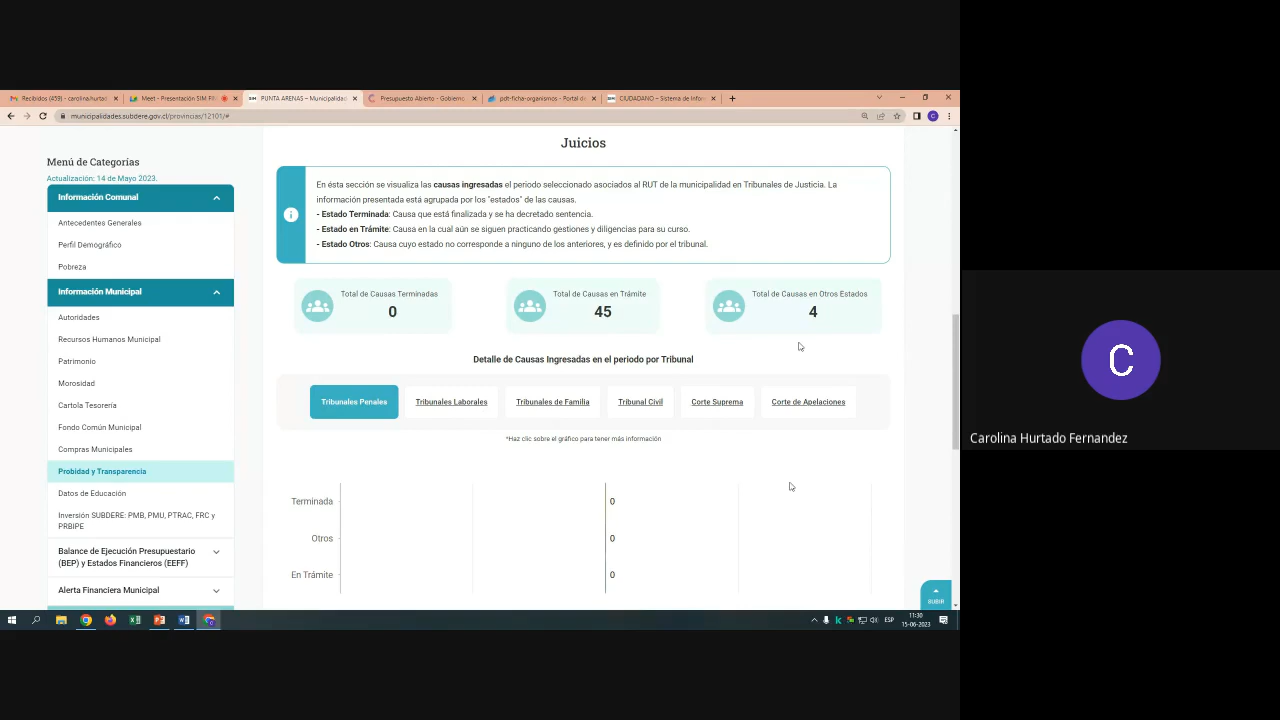 Recibidos (459) - carolina.hurtad
Meet - Presentación SIM FIL
PUNTA ARENAS – Municipalidad
Presupuesto Abierto - Gobierno
pdt-ficha-organismos - Portal de
CIUDADANO – Sistema de Infor
municipalidades.subdere.gov.cl/provincias/12101/#
Menú de Categorías
Actualización: 14 de Mayo 2023.
Información Comunal
Antecedentes Generales
Perfil Demográfico
Pobreza
Información Municipal
Autoridades
Recursos Humanos Municipal
Patrimonio
Morosidad
Cartola Tesorería
Fondo Común Municipal
Compras Municipales
Probidad y Transparencia
Datos de Educación
Inversión SUBDERE: PMB, PMU, PTRAC, FRC y
PRBIPE
Balance de Ejecución Presupuestario
(BEP) y Estados Financieros (EEFF)
Alerta Financiera Municipal
Juicios
En ésta sección se visualiza las causas ingresadas el periodo seleccionado asociados al RUT de la municipalidad en Tribunales de Justicia. La
información presentada está agrupada por los "estados" de las causas.
- Estado Terminada: Causa que está finalizada y se ha decretado sentencia.
- Estado en Trámite: Causa en la cual aún se siguen practicando gestiones y diligencias para su curso.
- Estado Otros: Causa cuyo estado no corresponde a ninguno de los anteriores, y es definido por el tribunal.
Total de Causas Terminadas
0
Total de Causas en Trámite
45
Total de Causas en Otros Estados
4
Detalle de Causas Ingresadas en el periodo por Tribunal
Tribunales Penales
Tribunales Laborales
Tribunales de Familia
Tribunal Civil
Corte Suprema
Corte de Apelaciones
*Haz clic sobre el gráfico para tener más información
Terminada 0
Otros 0
En Trámite 0
SUBIR
ESP
11:30
15-06-2023
C
Carolina Hurtado Fernandez